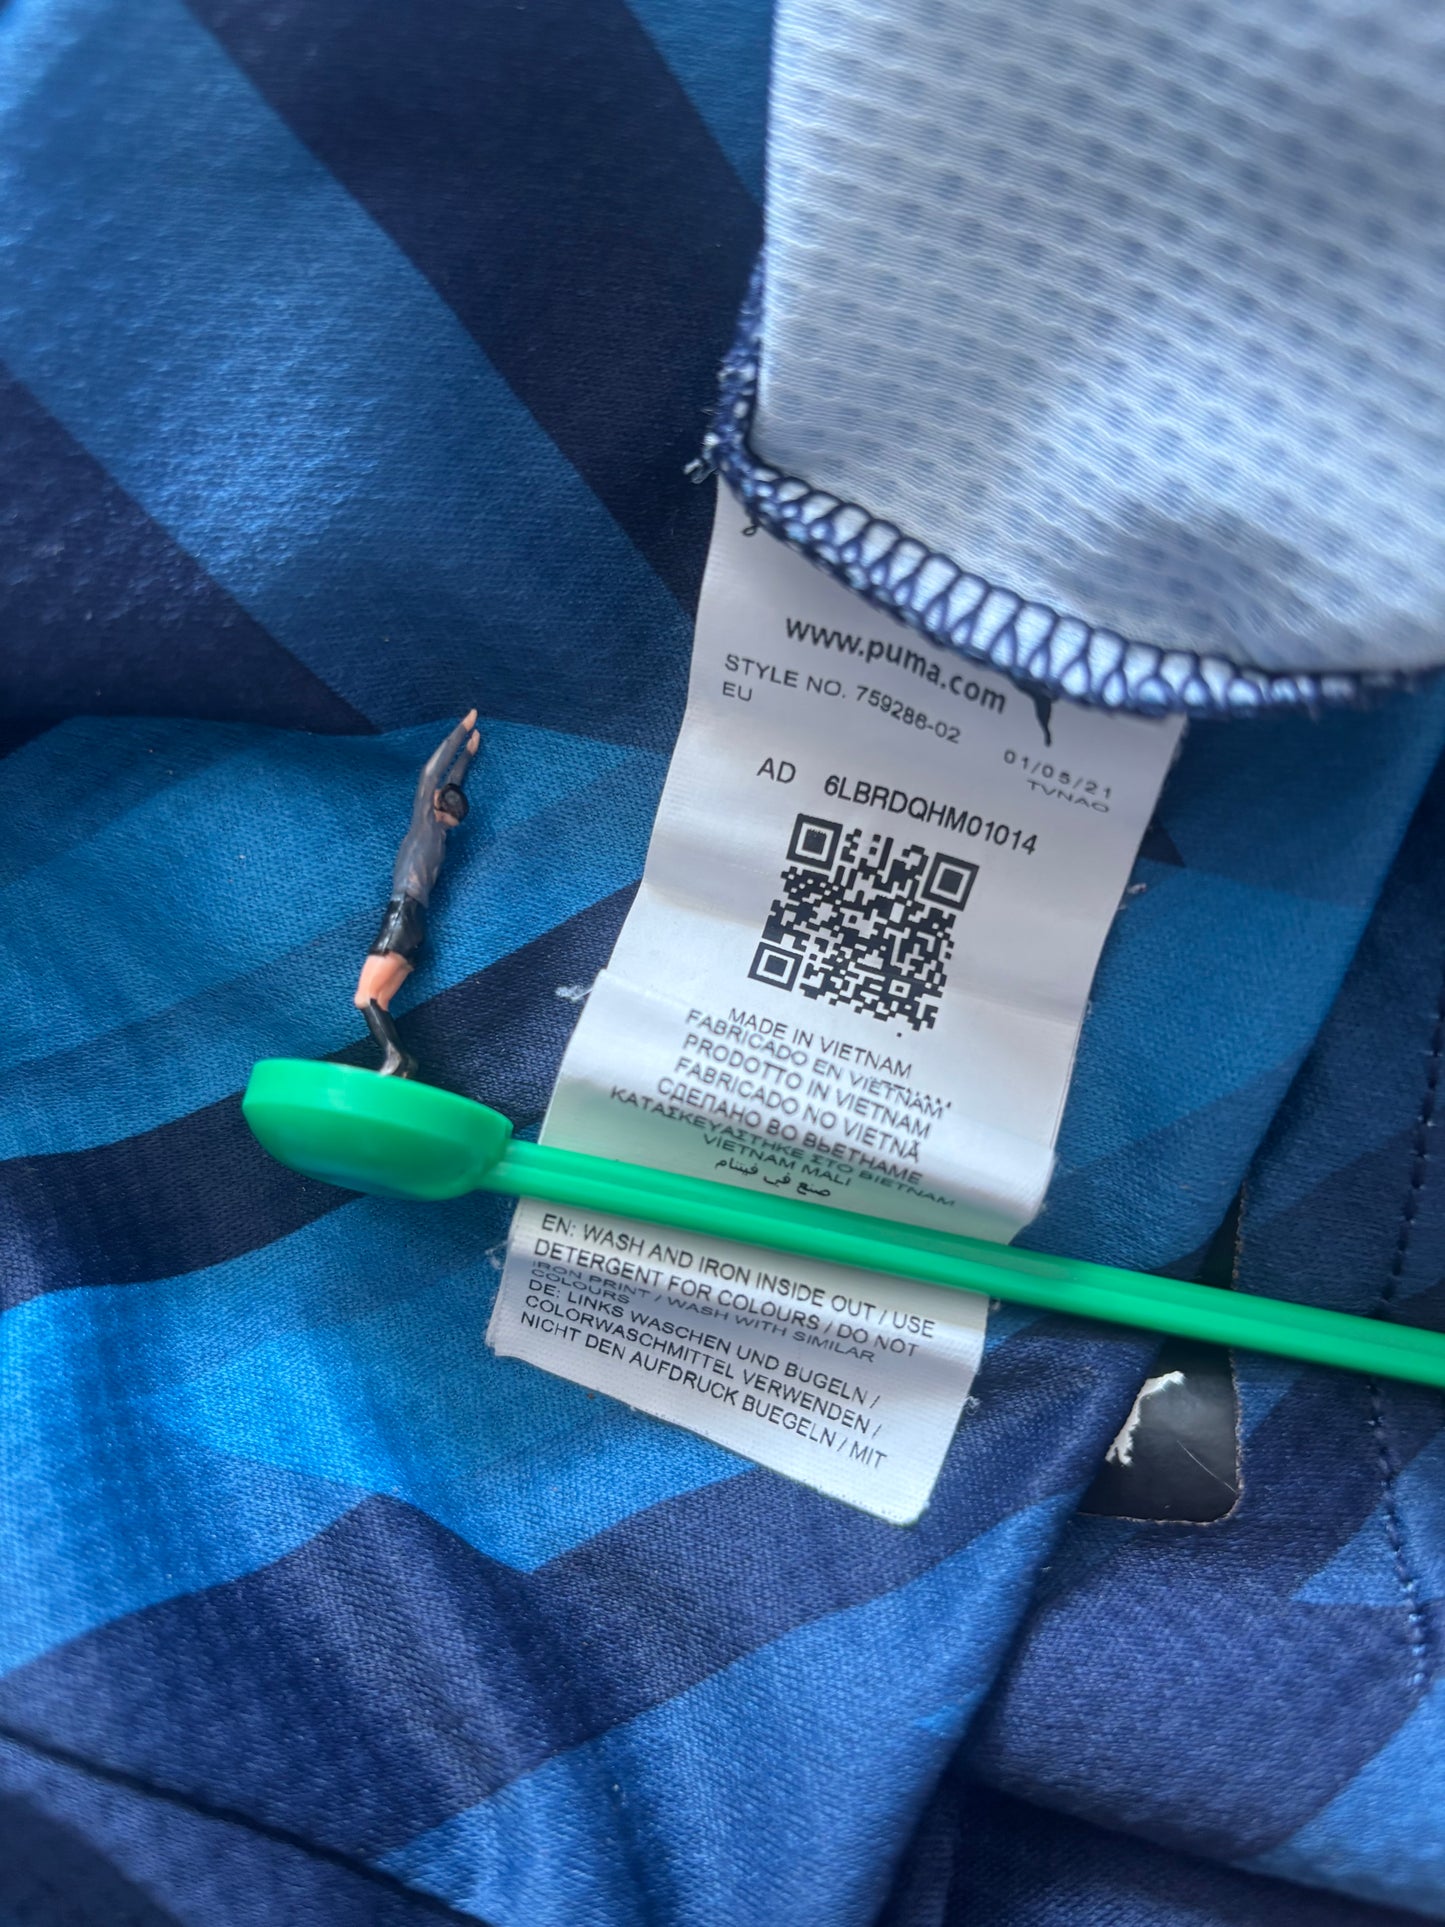 www.puma.com
STYLE NO. 759286-02
EU
01/05/21
TVNAO
AD 6LBRDQHM01014
MADE IN VIETNAM
FABRICADO EN VIETNAM
PRODOTTO IN VIETNAM
FABRICADO NO VIETNÃ
СДЕЛАНО ВО ВЬЕТНАМЕ
ΚΑΤΑΣΚΕΥΑΣΤΗΚΕ ΣΤΟ ΒΙΕΤΝΑΜ
VIETNAM MALI
صنع في فيتنام
EN: WASH AND IRON INSIDE OUT / USE
DETERGENT FOR COLOURS / DO NOT
IRON PRINT / WASH WITH SIMILAR
COLOURS
DE: LINKS WASCHEN UND BUGELN /
COLORWASCHMITTEL VERWENDEN /
NICHT DEN AUFDRUCK BUEGELN / MIT